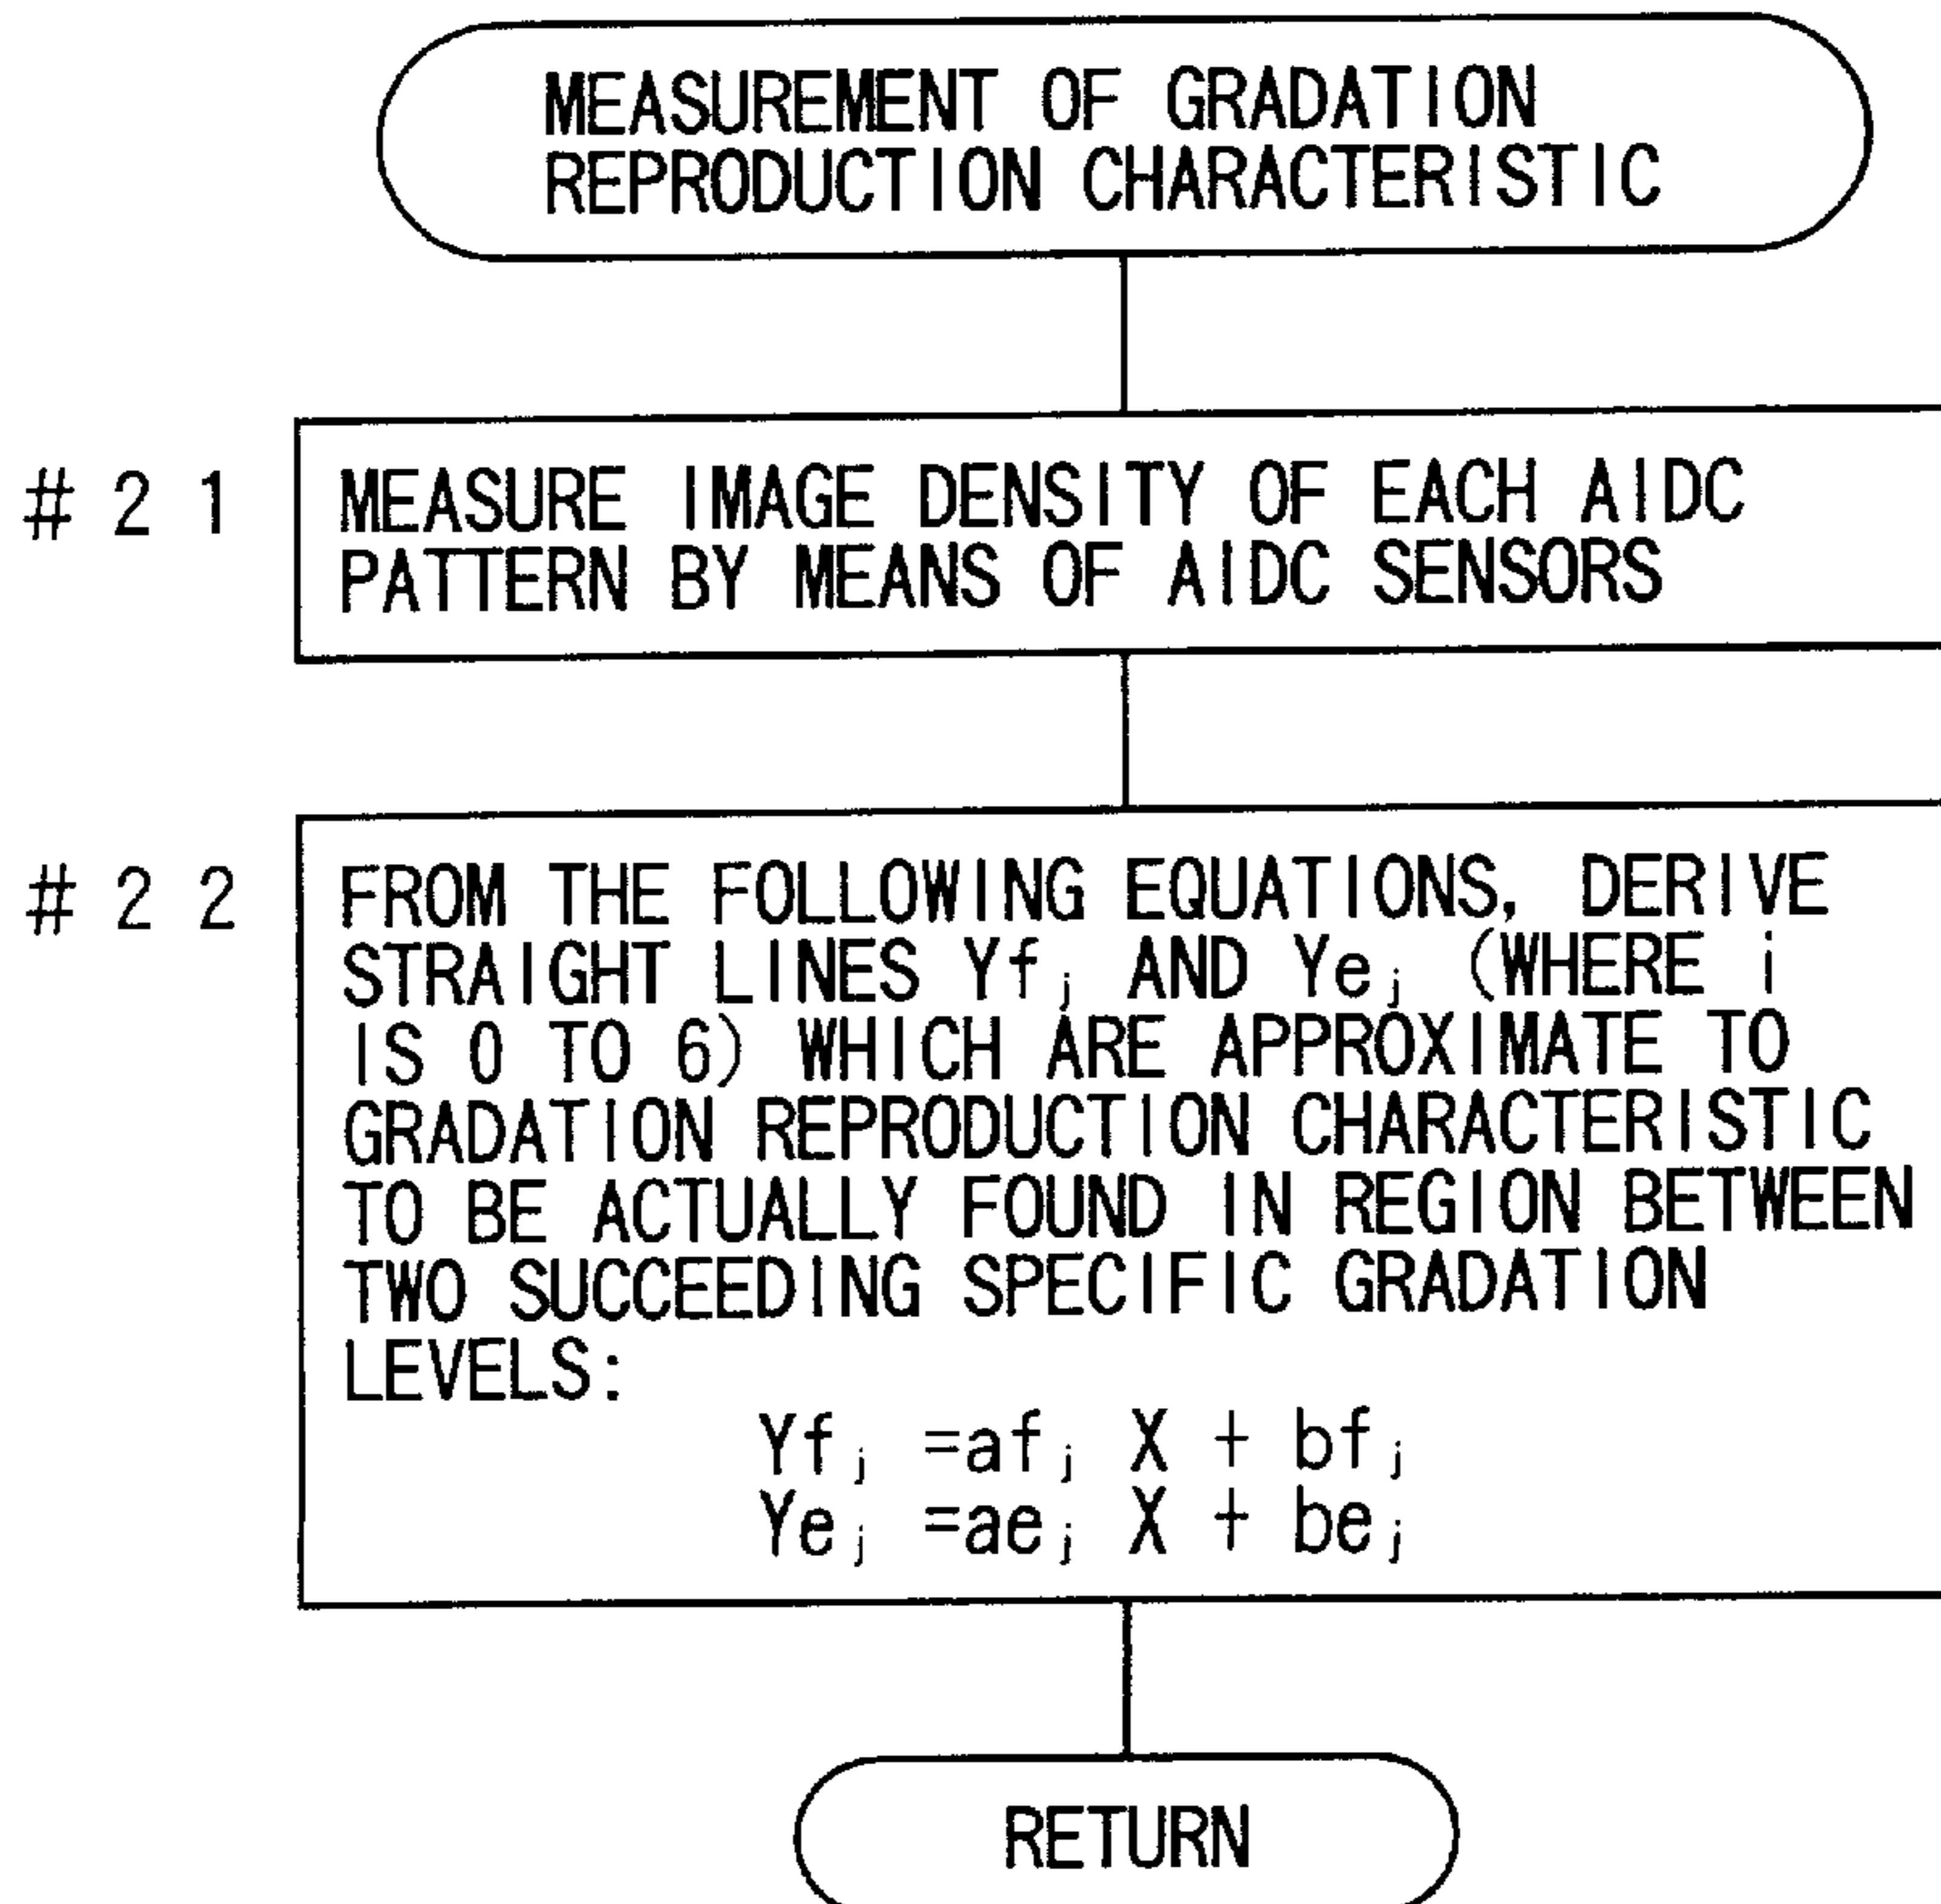 MEASUREMENT OF GRADATION
REPRODUCTION CHARACTERISTIC
#21
MEASURE IMAGE DENSITY OF EACH AIDC
PATTERN BY MEANS OF AIDC SENSORS
#22
FROM THE FOLLOWING EQUATIONS, DERIVE
STRAIGHT LINES Yfj AND Yej (WHERE i
IS 0 TO 6) WHICH ARE APPROXIMATE TO
GRADATION REPRODUCTION CHARACTERISTIC
TO BE ACTUALLY FOUND IN REGION BETWEEN
TWO SUCCEEDING SPECIFIC GRADATION
LEVELS:
Yfj =afj X + bfj
Yej =aej X + bej
RETURN